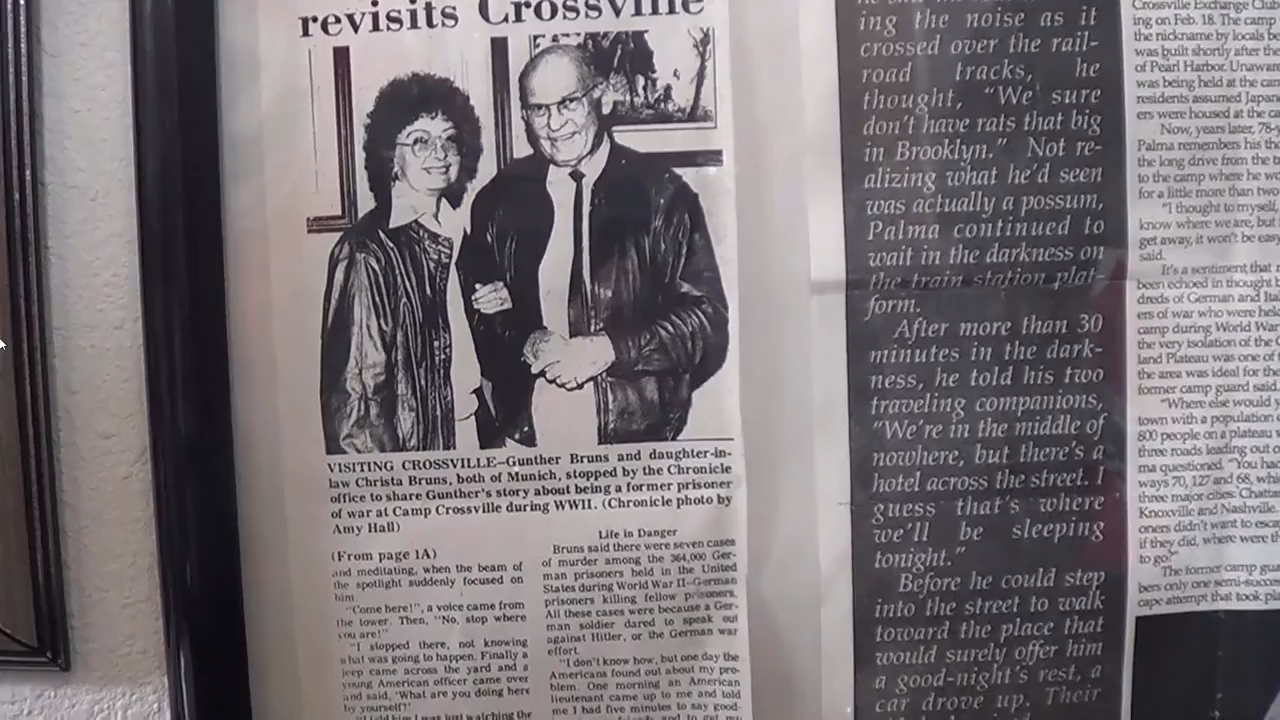 revisits Crossville
VISITING CROSSVILLE—Gunther Bruns and daughter-in-
law Christa Bruns, both of Munich, stopped by the Chronicle
office to share Gunther's story about being a former prisoner
of war at Camp Crossville during WWII. (Chronicle photo by
Amy Hall)
(From page 1A)
and meditating, when the beam of
the spotlight suddenly focused on
him.
"Come here!", a voice came from
the tower. Then, "No, stop where
you are!"
"I stopped there, not knowing
what was going to happen. Finally a
jeep came across the yard and a
young American officer came over
and said, 'What are you doing here
by yourself?'
"I told him I was just watching the
Life in Danger
Bruns said there were seven cases
of murder among the 364,000 Ger-
man prisoners held in the United
States during World War II—German
prisoners killing fellow prisoners.
All these cases were because a Ger-
man soldier dared to speak out
against Hitler, or the German war
effort.
"I don't know how, but one day the
Americans found out about my pro-
blem. One morning an American
lieutenant came up to me and told
me I had five minutes to say good-
ing the noise as it
crossed over the rail-
road tracks, he
thought, "We sure
don't have rats that big
in Brooklyn." Not re-
alizing what he'd seen
was actually a possum,
Palma continued to
wait in the darkness on
the train station plat-
form.
After more than 30
minutes in the dark-
ness, he told his two
traveling companions,
"We're in the middle of
nowhere, but there's a
hotel across the street. I
guess that's where
we'll be sleeping
tonight."
Before he could step
into the street to walk
toward the place that
would surely offer him
a good-night's rest, a
car drove up. Their
Crossville Exchange Club
ing on Feb. 18. The camp
the nickname by locals be
was built shortly after the
of Pearl Harbor. Unawar
was being held at the cam
residents assumed Japan
ers were housed at the ca
Now, years later, 78-
Palma remembers his tho
the long drive from the t
to the camp where he wo
for a little more than two
"I thought to myself,
know where we are, but
get away, it won't be eas
said.
It's a sentiment that
been echoed in thought b
dreds of German and Ita
ers of war who were hel
camp during World War
the very isolation of the
land Plateau was one of
the area was ideal for the
former camp guard said.
"Where else would y
town with a population
800 people on a plateau
three roads leading out o
ma questioned. "You ha
ways 70, 127 and 68, whi
three major cities: Chatta
Knoxville and Nashville.
oners didn't want to esca
if they did, where were th
to go?"
The former camp gua
bers only one semi-succe
cape attempt that took pla